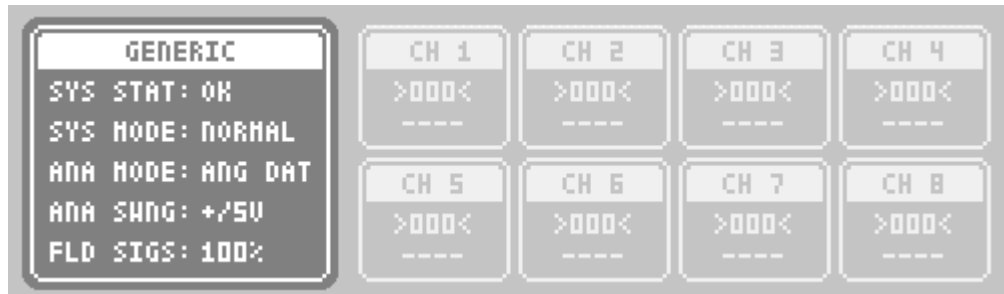 GENERIC
SYS STAT: OK
SYS MODE: NORMAL
ANA MODE: ANG DAT
ANA SWNG: +/5V
FLD SIGS: 100%
CH 1 CH 2 CH 3 CH 4
>000< >000< >000< >000<
---- ---- ---- ----
CH 5 CH 6 CH 7 CH 8
>000< >000< >000< >000<
---- ---- ---- ----